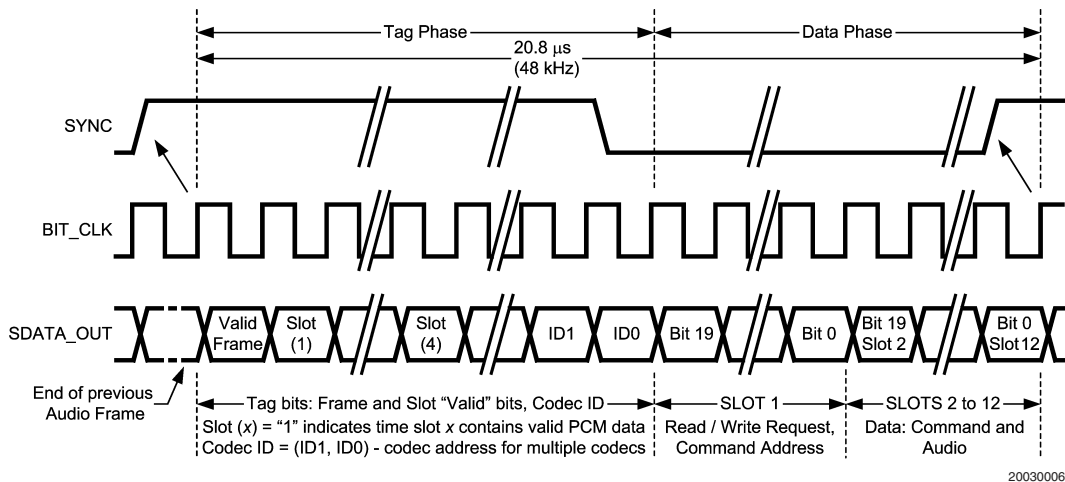 Tag Phase
Data Phase
20.8 μs
(48 kHz)
SYNC
BIT_CLK
SDATA_OUT
Valid
Frame
Slot
(1)
Slot
(4)
ID1
ID0
Bit 19
Bit 0
Bit 19
Slot 2
Bit 0
Slot 12
End of previous
Audio Frame
Tag bits: Frame and Slot “Valid” bits, Codec ID
Slot (x) = “1” indicates time slot x contains valid PCM data
Codec ID = (ID1, ID0) - codec address for multiple codecs
SLOT 1
Read / Write Request,
Command Address
SLOTS 2 to 12
Data: Command and
Audio
20030006